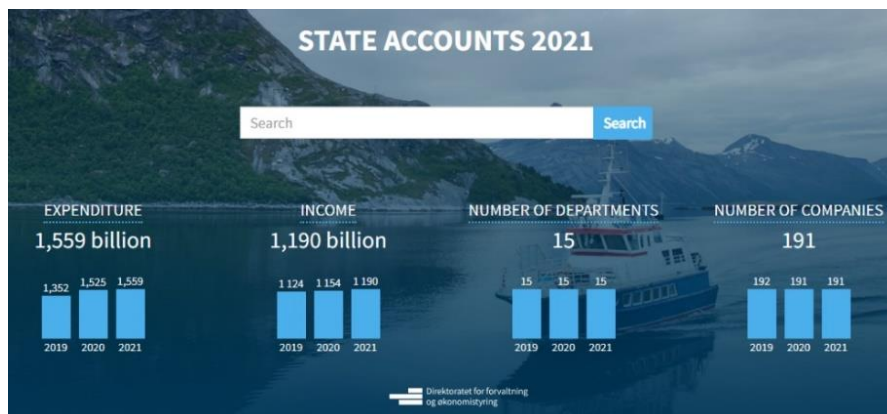 STATE ACCOUNTS 2021
Search Search
EXPENDITURE
1,559 billion
1,352 1,525 1,559
2019 2020 2021
INCOME
1,190 billion
1 124 1 154 1 190
2019 2020 2021
NUMBER OF DEPARTMENTS
15
15 15 15
2019 2020 2021
NUMBER OF COMPANIES
191
192 191 191
2019 2020 2021
Direktoratet for forvaltning
og økonomistyring